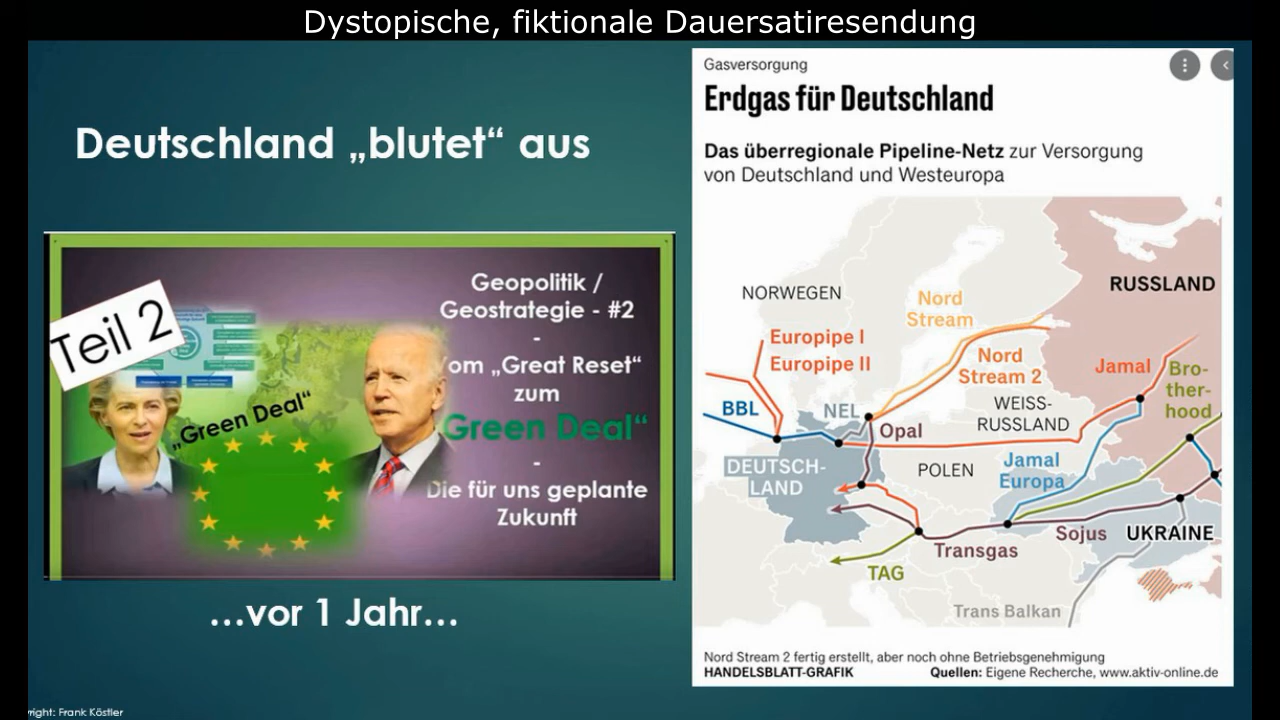 Dystopische, fiktionale Dauersatiresendung
Deutschland „blutet“ aus
Teil 2
„Green Deal“
Geopolitik /
Geostrategie - #2
-
om „Great Reset“
zum
Green Deal“
-
Die für uns geplante
Zukunft
...vor 1 Jahr...
right: Frank Köstler
Gasversorgung
Erdgas für Deutschland
Das überregionale Pipeline-Netz zur Versorgung
von Deutschland und Westeuropa
RUSSLAND
NORWEGEN
Nord
Stream
Europipe I
Europipe II
Nord
Stream 2
Jamal
Bro-
ther-
hood
BBL
NEL
WEISS-
RUSSLAND
Opal
DEUTSCH-
LAND
POLEN
Jamal
Europa
Sojus
UKRAINE
Transgas
TAG
Trans Balkan
Nord Stream 2 fertig erstellt, aber noch ohne Betriebsgenehmigung
HANDELSBLATT-GRAFIK
Quellen: Eigene Recherche, www.aktiv-online.de